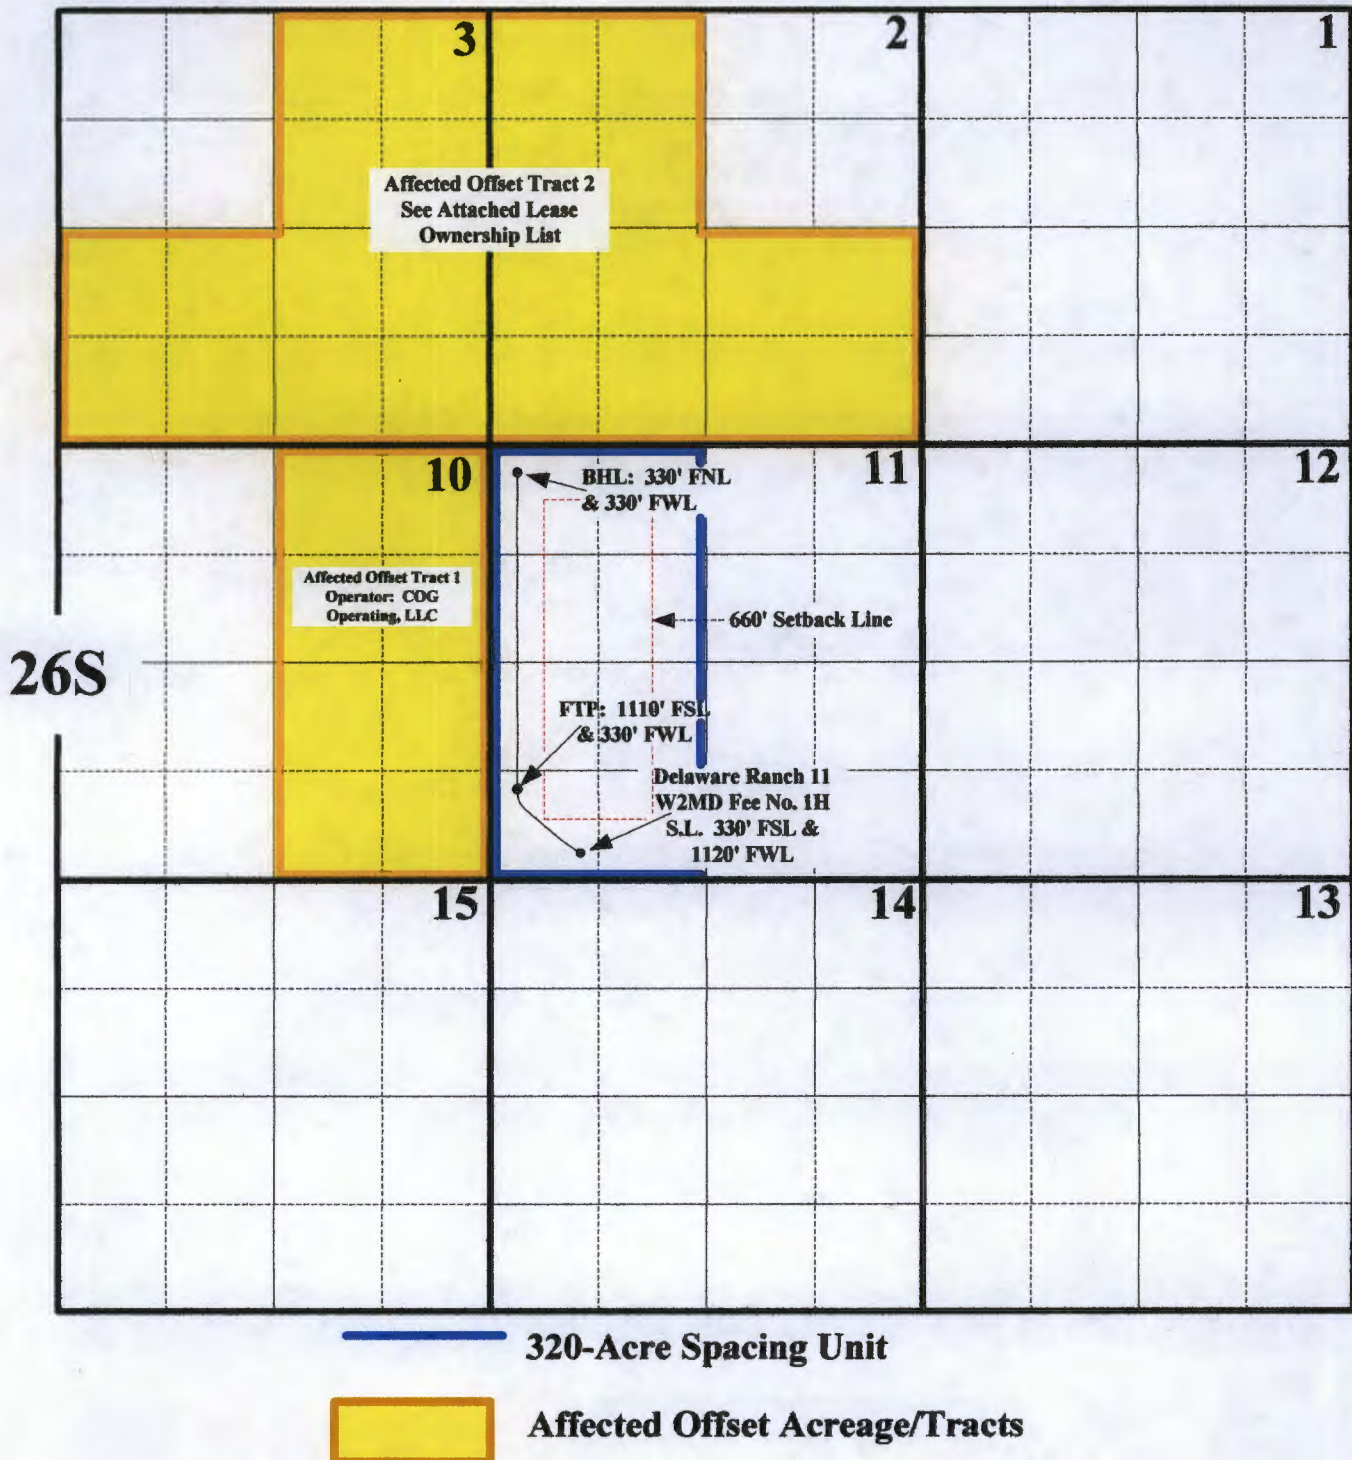 3
2
1
Affected Offset Tract 2
See Attached Lease
Ownership List
10
11
12
BHL: 330' FNL
& 330' FWL
Affected Offset Tract 1
Operator: COG
Operating, LLC
660' Setback Line
26S
FTP: 1110' FSL
& 330' FWL
Delaware Ranch 11
W2MD Fee No. 1H
S.L. 330' FSL &
1120' FWL
15
14
13
320-Acre Spacing Unit
Affected Offset Acreage/Tracts